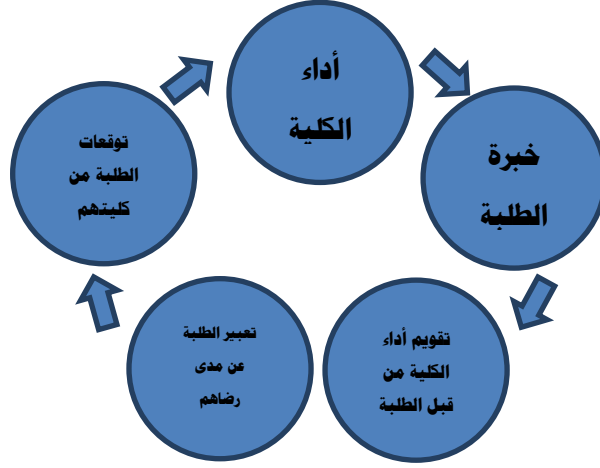 أداء
الكلية
خبرة
الطلبة
تقويم أداء
الكلية من
قبل الطلبة
تعبير الطلبة
عن مدى
رضاهم
توقعات
الطلبة من
كليتهم